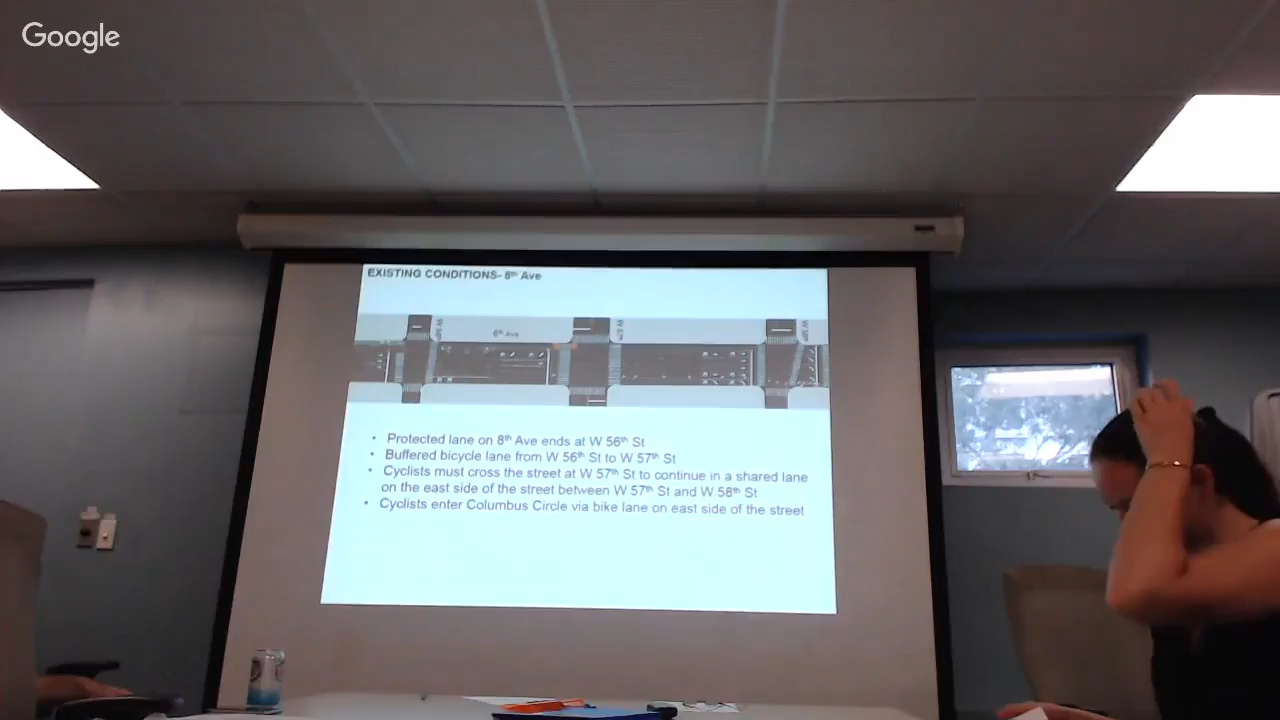 Google
EXISTING CONDITIONS- 8th Ave
8th Ave
• Protected lane on 8th Ave ends at W 56th St
• Buffered bicycle lane from W 56th St to W 57th St
• Cyclists must cross the street at W 57th St to continue in a shared lane
on the east side of the street between W 57th St and W 58th St
• Cyclists enter Columbus Circle via bike lane on east side of the street